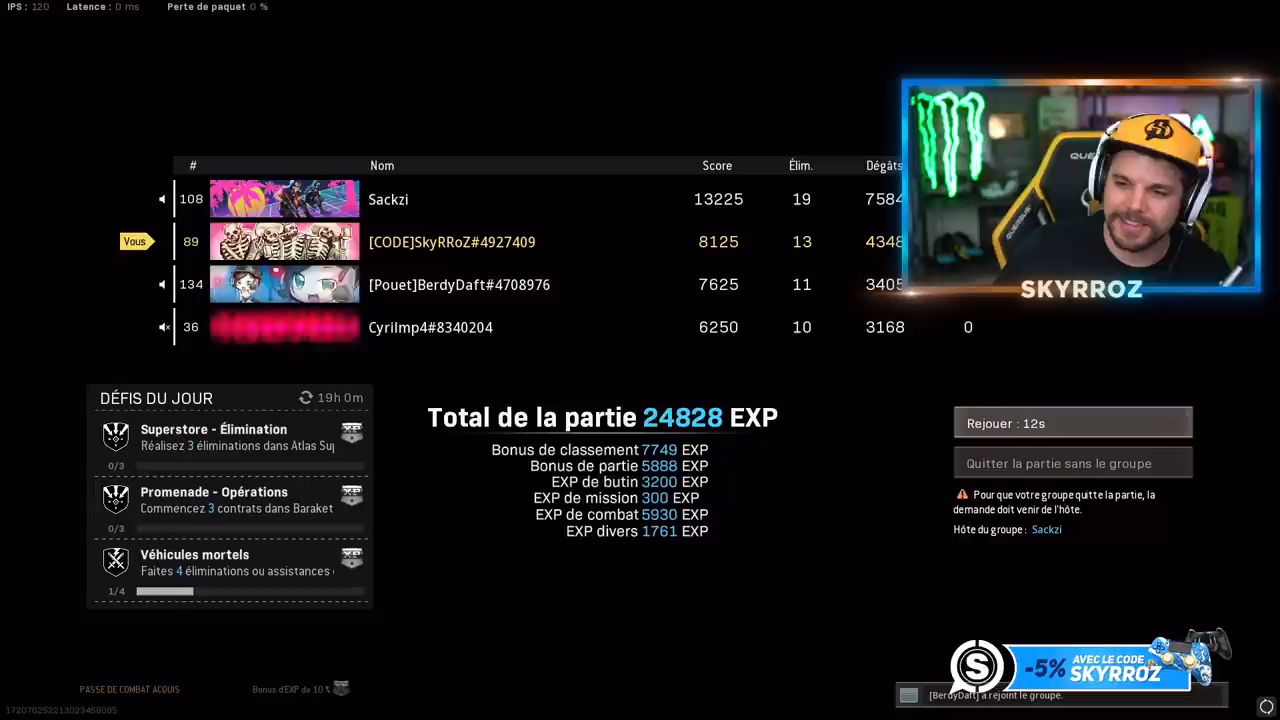 IPS : 120 Latence : 0 ms Perte de paquet 0 %
# Nom Score Élim. Dégâts
108 Sackzi 13225 19 7584
Vous 89 [CODE]SkyRRoZ#4927409 8125 13 4348
134 [Pouet]BerdyDaft#4708976 7625 11 3405
36 CyriImp4#8340204 6250 10 3168 0
SKYRROZ
DÉFIS DU JOUR 19h 0m
Superstore - Élimination
Réalisez 3 éliminations dans Atlas Su
0/3
Promenade - Opérations
Commencez 3 contrats dans Baraket
0/3
Véhicules mortels
Faites 4 éliminations ou assistances
1/4
Total de la partie 24828 EXP
Bonus de classement 7749 EXP
Bonus de partie 5888 EXP
EXP de butin 3200 EXP
EXP de mission 300 EXP
EXP de combat 5930 EXP
EXP divers 1761 EXP
Rejouer : 12s
Quitter la partie sans le groupe
Pour que votre groupe quitte la partie, la
demande doit venir de l'hôte.
Hôte du groupe : Sackzi
-5% AVEC LE CODE
SKYRROZ
[BerdyDaft] a rejoint le groupe.
PASSE DE COMBAT ACQUIS Bonus d'EXP de 10 %